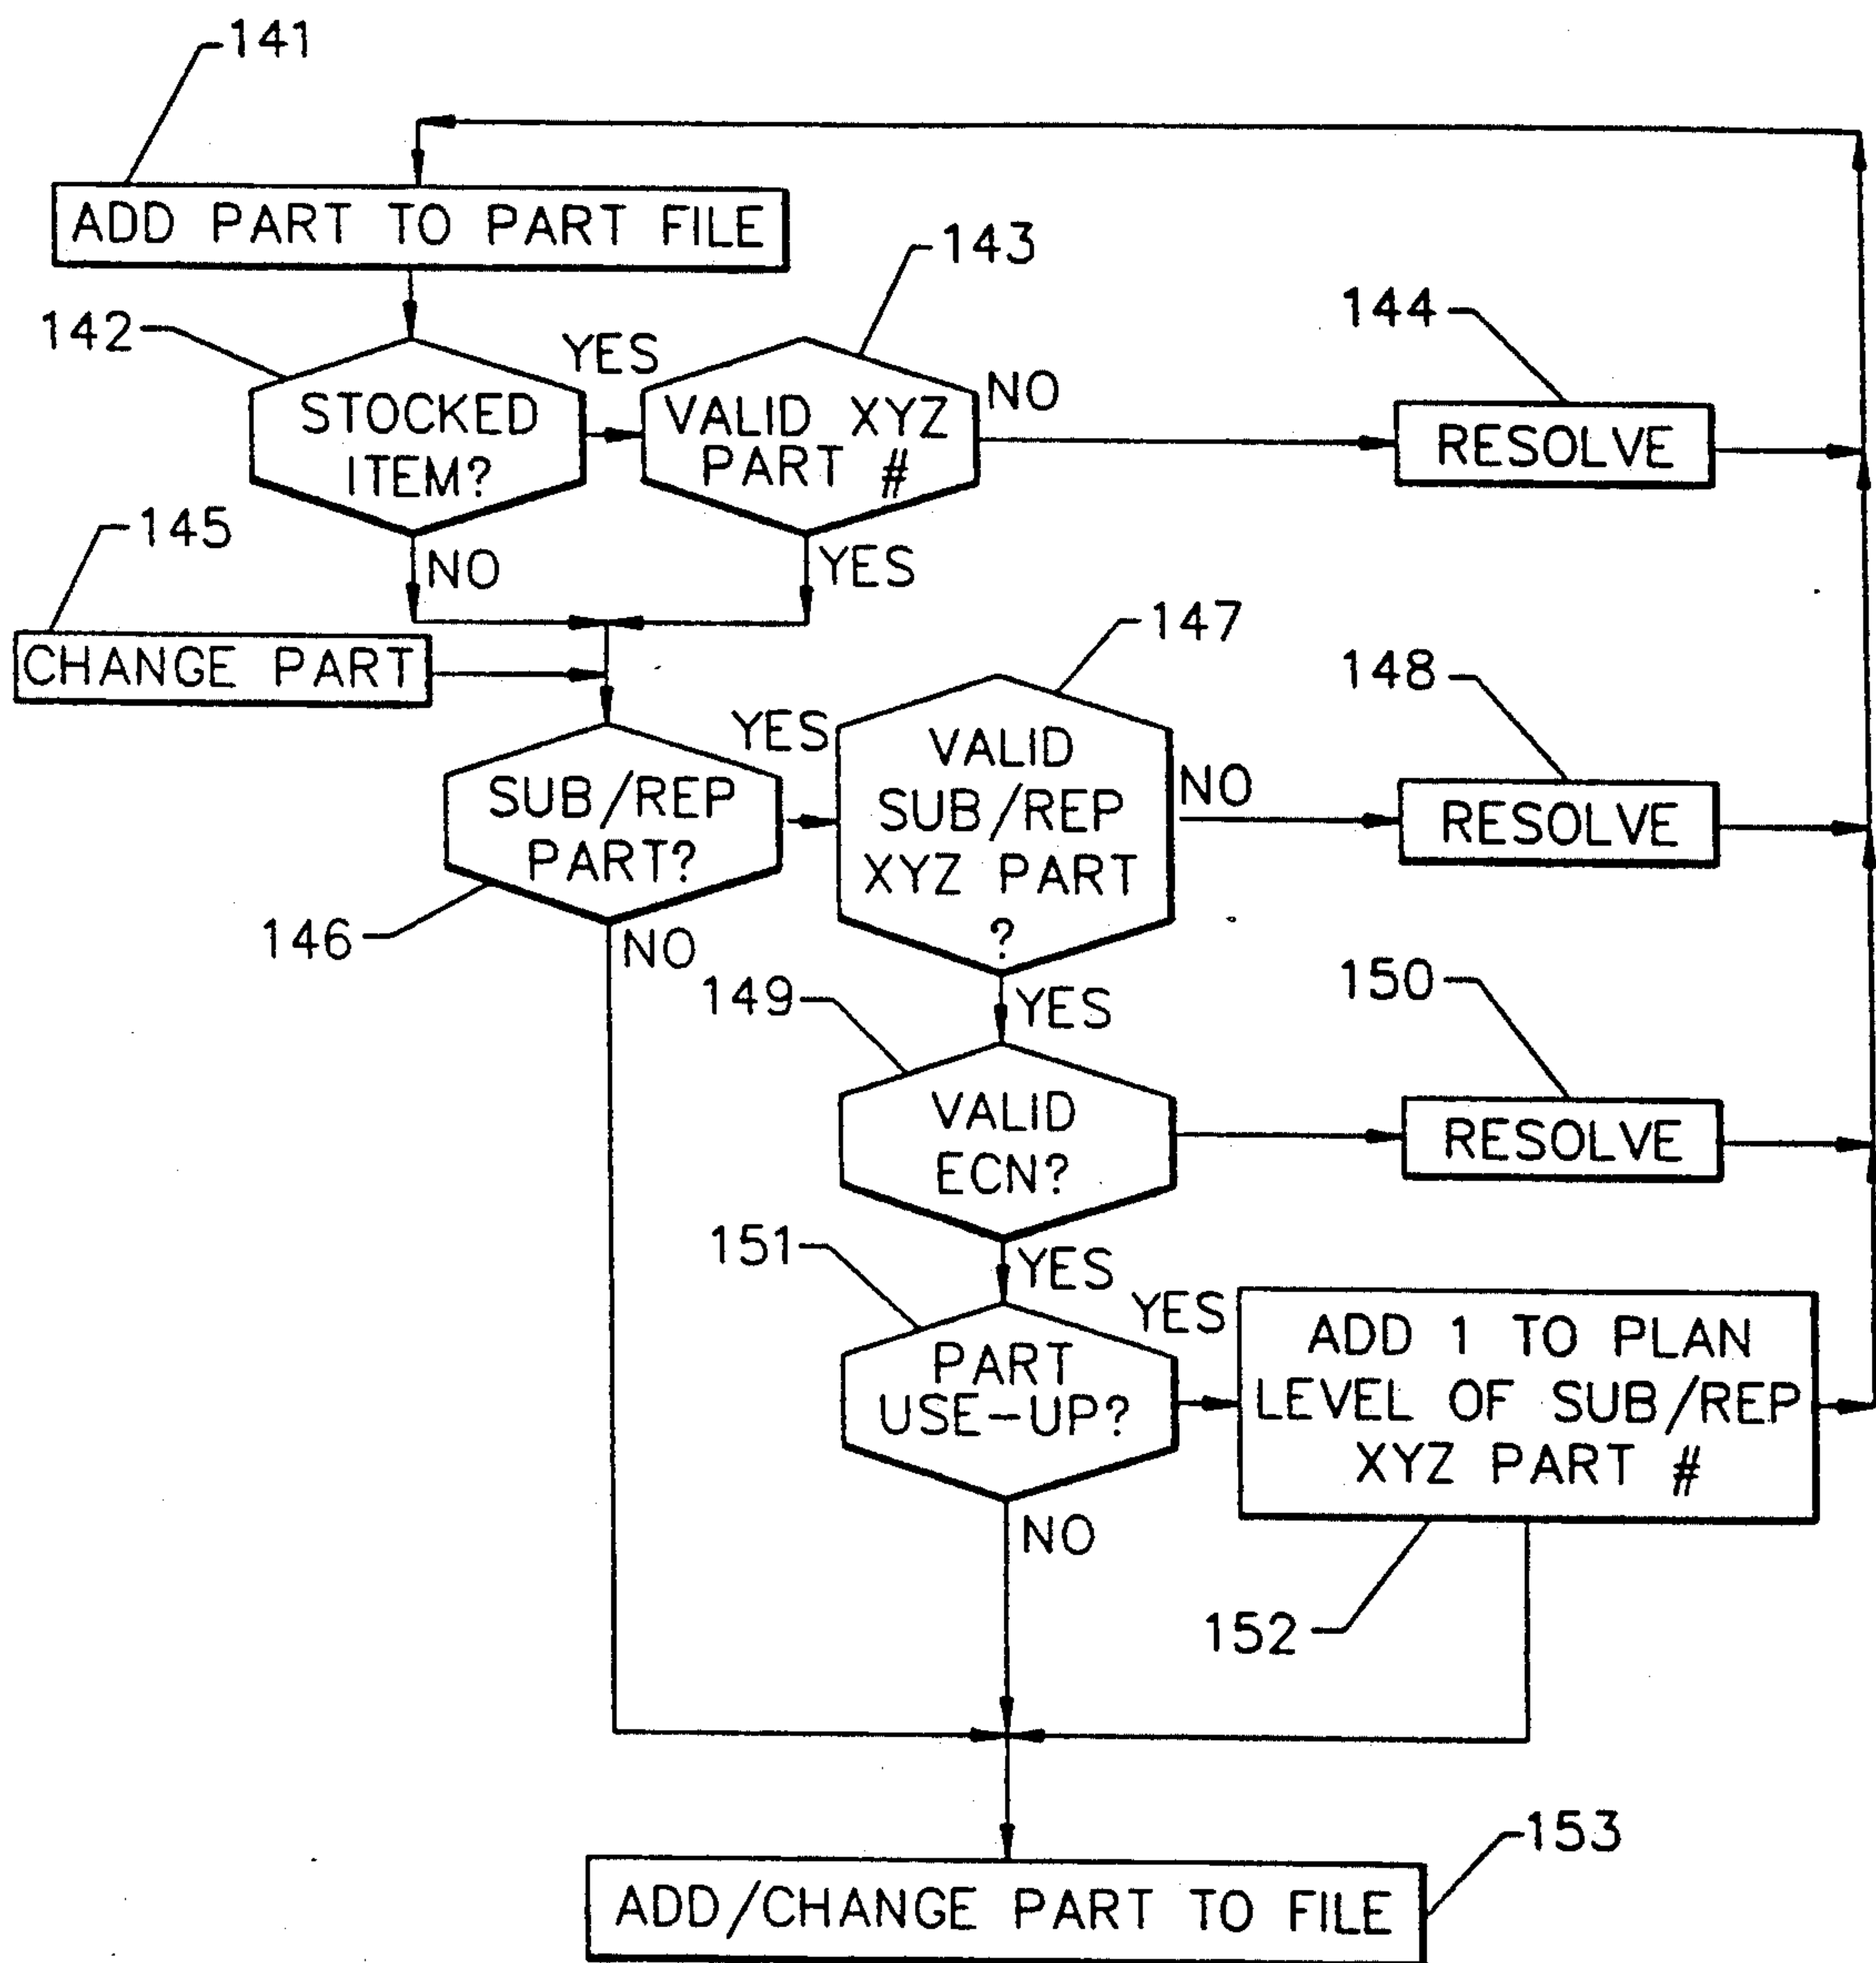 141
ADD PART TO PART FILE
143
142
YES
STOCKED
ITEM?
VALID XYZ
PART #
NO
144
RESOLVE
NO
YES
145
CHANGE PART
147
148
YES
SUB/REP
PART?
VALID
SUB/REP
XYZ PART
?
NO
RESOLVE
146
NO
YES
149
150
VALID
ECN?
RESOLVE
151
YES
YES
PART
USE-UP?
ADD 1 TO PLAN
LEVEL OF SUB/REP
XYZ PART #
NO
152
153
ADD/CHANGE PART TO FILE